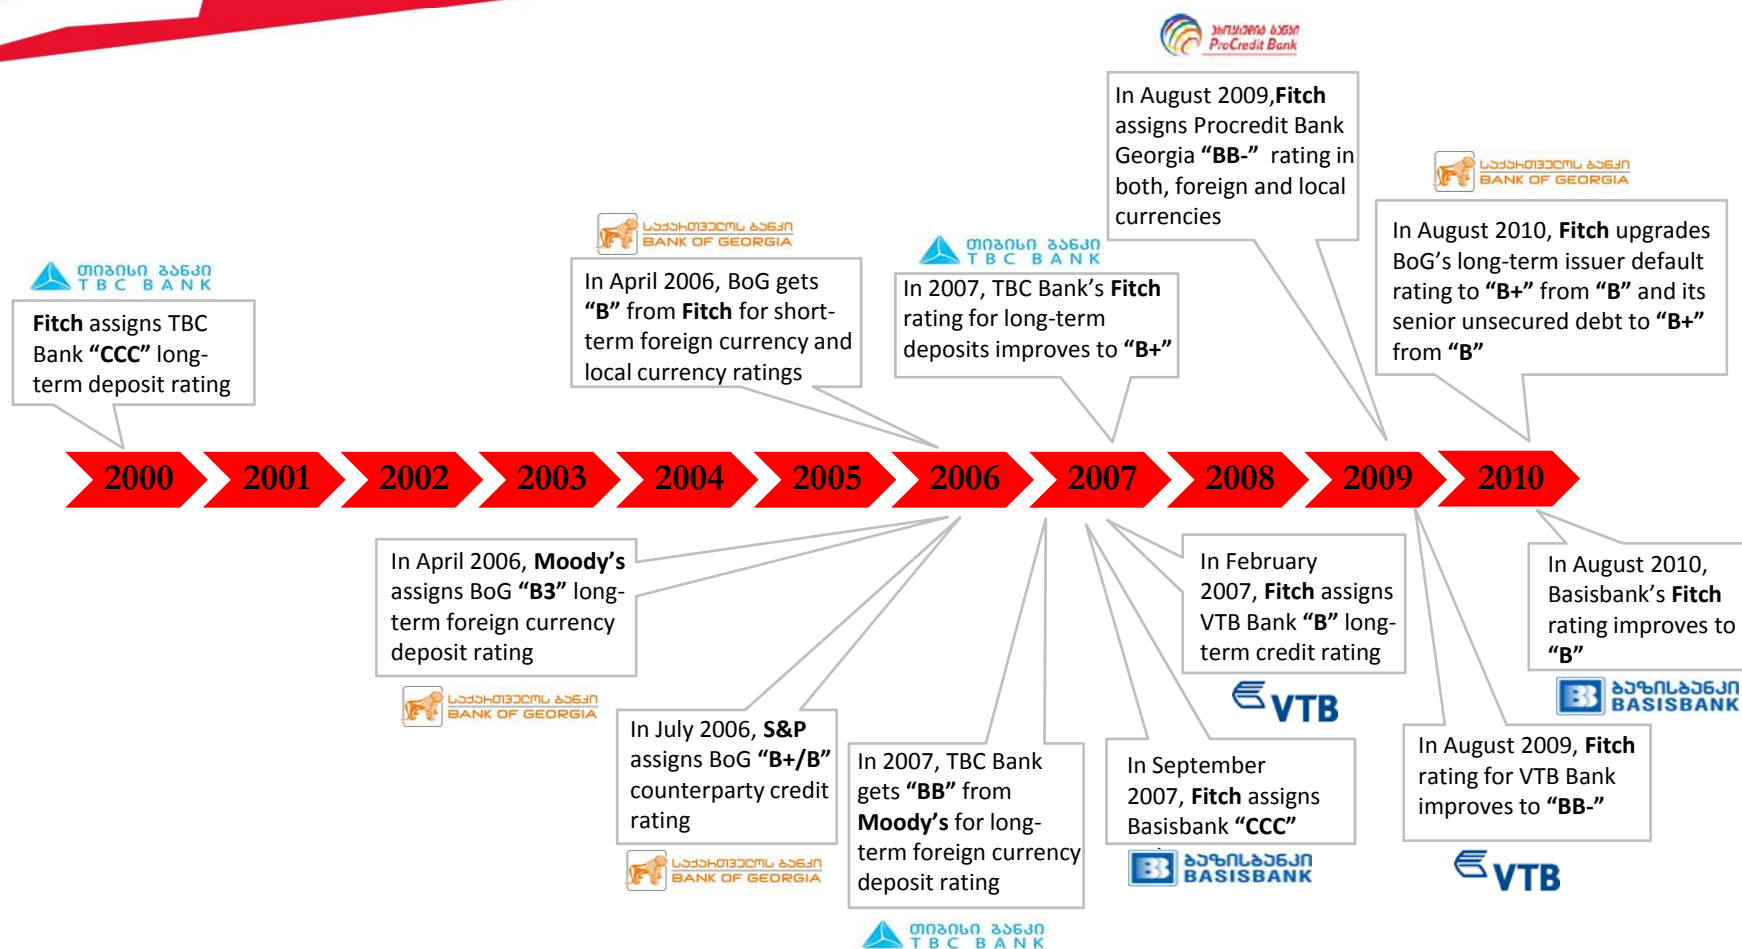 პროკრედიტ ბანკი
ProCredit Bank
In August 2009,Fitch
assigns Procredit Bank
Georgia “BB-” rating in
both, foreign and local
currencies
საქართველოს ბანკი
BANK OF GEORGIA
In August 2010, Fitch upgrades
BoG’s long-term issuer default
rating to “B+” from “B” and its
senior unsecured debt to “B+”
from “B”
თიბისი ბანკი
TBC BANK
In 2007, TBC Bank’s Fitch
rating for long-term
deposits improves to “B+”
საქართველოს ბანკი
BANK OF GEORGIA
In April 2006, BoG gets
“B” from Fitch for short-
term foreign currency and
local currency ratings
თიბისი ბანკი
TBC BANK
Fitch assigns TBC
Bank “CCC” long-
term deposit rating
2000 2001 2002 2003 2004 2005 2006 2007 2008 2009 2010
In April 2006, Moody’s
assigns BoG “B3” long-
term foreign currency
deposit rating
საქართველოს ბანკი
BANK OF GEORGIA
In July 2006, S&P
assigns BoG “B+/B”
counterparty credit
rating
საქართველოს ბანკი
BANK OF GEORGIA
In 2007, TBC Bank
gets “BB” from
Moody’s for long-
term foreign currency
deposit rating
თიბისი ბანკი
TBC BANK
In February
2007, Fitch assigns
VTB Bank “B” long-
term credit rating
VTB
In September
2007, Fitch assigns
Basisbank “CCC”
ბაზისბანკი
BASISBANK
In August 2009, Fitch
rating for VTB Bank
improves to “BB-”
VTB
In August 2010,
Basisbank’s Fitch
rating improves to
“B”
ბაზისბანკი
BASISBANK